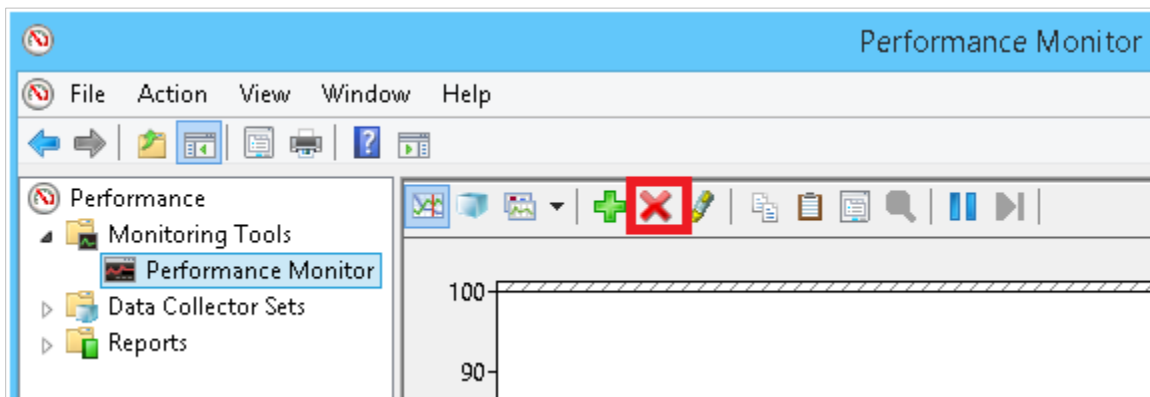 Performance Monitor
File Action View Window Help
Performance
Monitoring Tools
Performance Monitor
Data Collector Sets
Reports
100
90